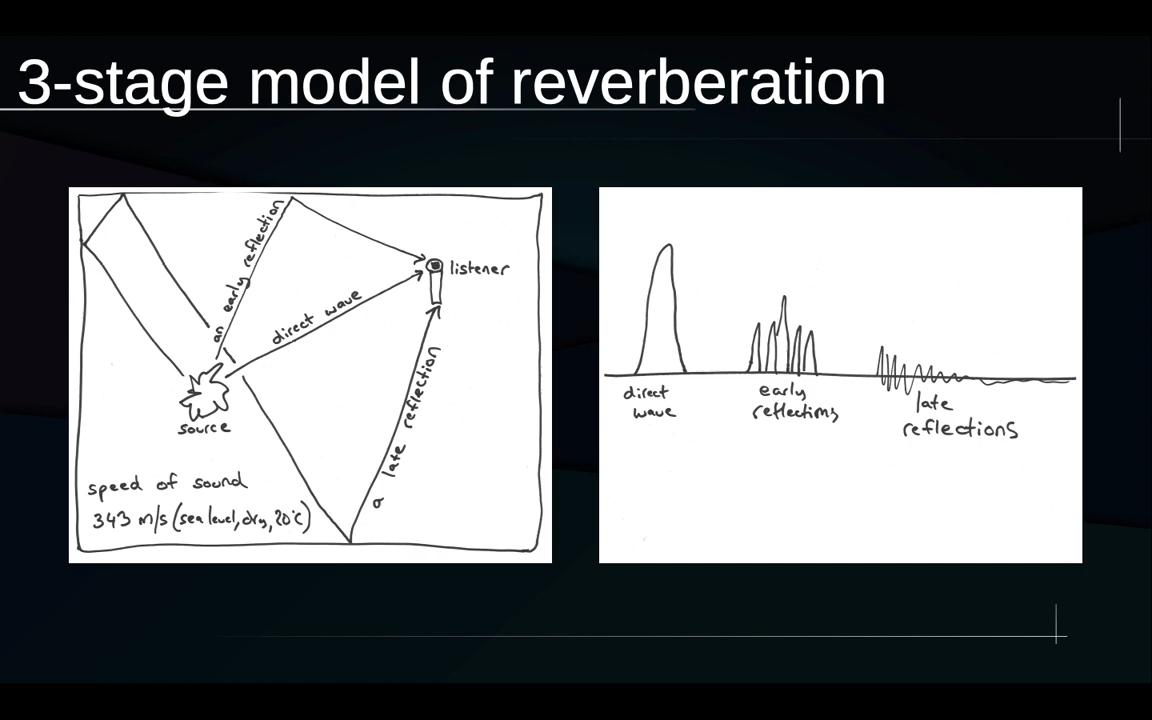 3-stage model of reverberation
an early reflection
listener
direct wave
source
a late reflection
speed of sound
343 m/s (sea level, dry, 20°C)
direct
wave
early
reflections
late
reflections